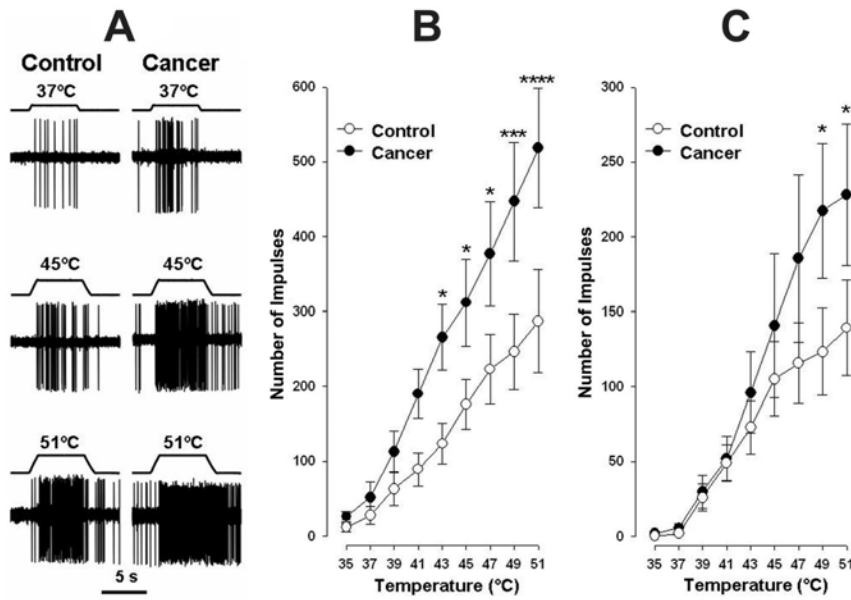 A
Control Cancer
37ºC 37ºC
45ºC 45ºC
51ºC 51ºC
5 s
B
600
500
400
300
200
100
0
Number of Impulses
Control
Cancer
* * * *** ****
35 37 39 41 43 45 47 49 51
Temperature (ºC)
C
300
250
200
150
100
50
0
Number of Impulses
Control
Cancer
* *
35 37 39 41 43 45 47 49 51
Temperature (ºC)